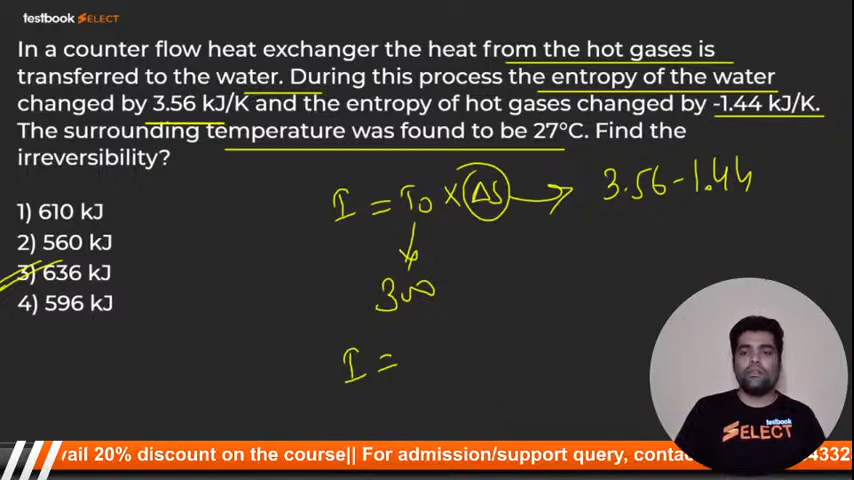 testbook SELECT
In a counter flow heat exchanger the heat from the hot gases is
transferred to the water. During this process the entropy of the water
changed by 3.56 kJ/K and the entropy of hot gases changed by -1.44 kJ/K.
The surrounding temperature was found to be 27°C. Find the
irreversibility?
1) 610 kJ
2) 560 kJ
3) 636 kJ
4) 596 kJ
I = T0 × ΔS → 3.56-1.44
300
I =
testbook
SELECT
vail 20% discount on the course|| For admission/support query, contac 4332